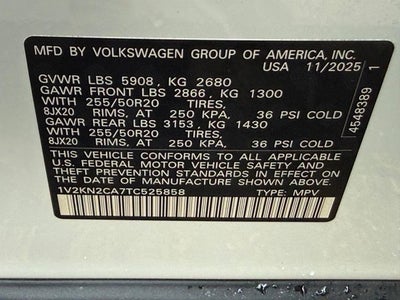 MFD BY VOLKSWAGEN GROUP OF AMERICA, INC.
USA 11/2025
GVWR LBS 5908, KG 2680
GAWR FRONT LBS 2866, KG 1300
WITH 255/50R20 TIRES,
8JX20 RIMS, AT 250 KPA, 36 PSI COLD
GAWR REAR LBS 3153, KG 1430
WITH 255/50R20 TIRES,
8JX20 RIMS, AT 250 KPA, 36 PSI COLD
THIS VEHICLE CONFORMS TO ALL APPLICABLE
U.S. FEDERAL MOTOR VEHICLE SAFETY AND
THEFT PREVENTION STANDARDS IN EFFECT ON
THE DATE OF MANUFACTURE SHOWN ABOVE.
1V2KN2CA7TC525858 TYPE: MPV
4548389 1